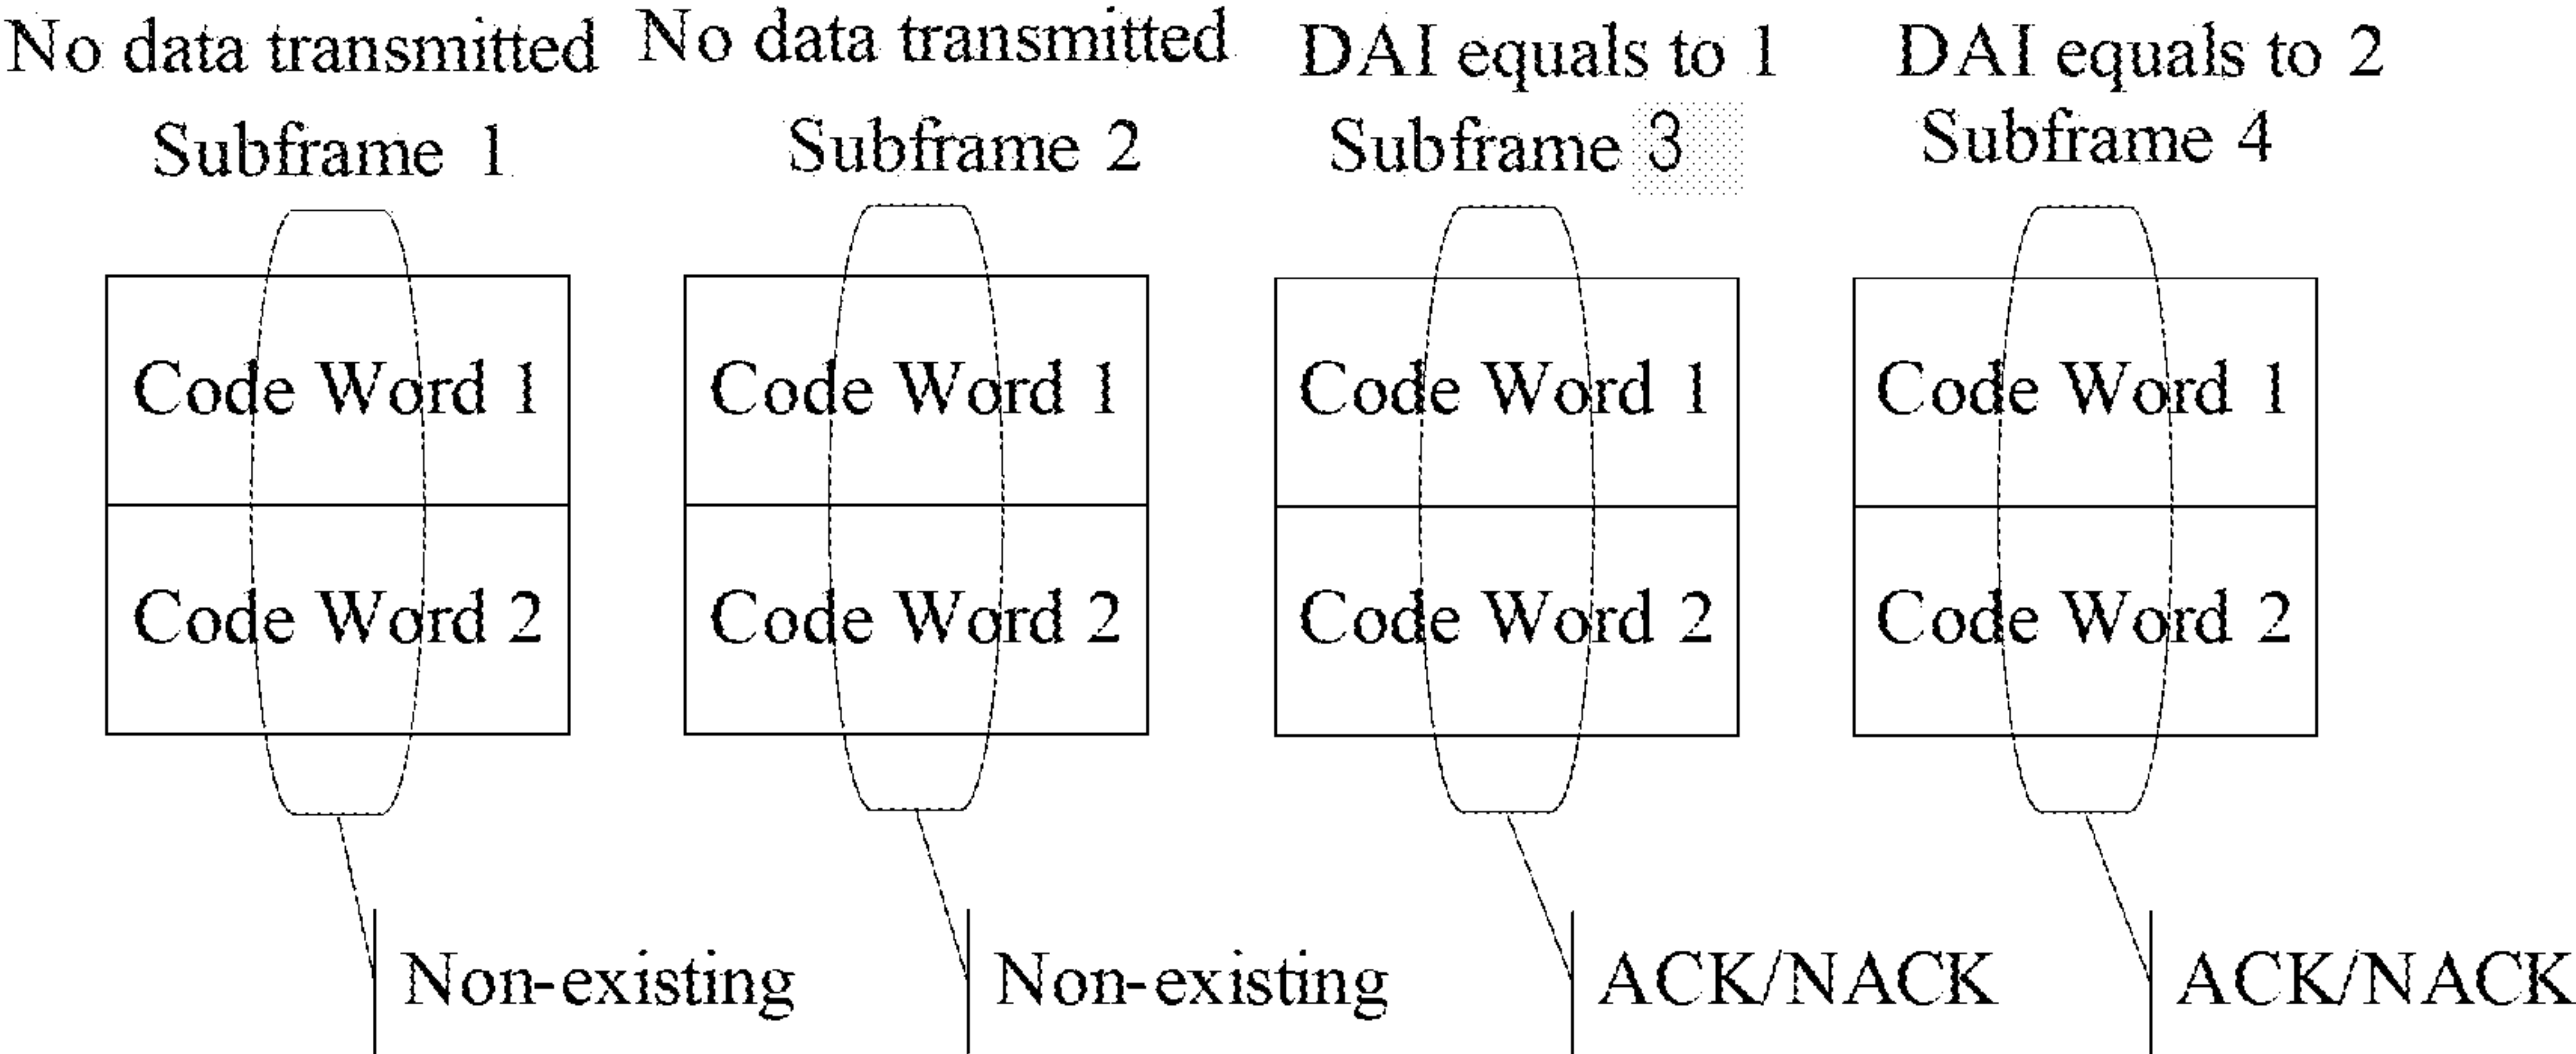 No data transmitted
Subframe 1
No data transmitted
Subframe 2
DAI equals to 1
Subframe 3
DAI equals to 2
Subframe 4
Code Word 1
Code Word 2
Code Word 1
Code Word 2
Code Word 1
Code Word 2
Code Word 1
Code Word 2
Non-existing
Non-existing
ACK/NACK
ACK/NACK